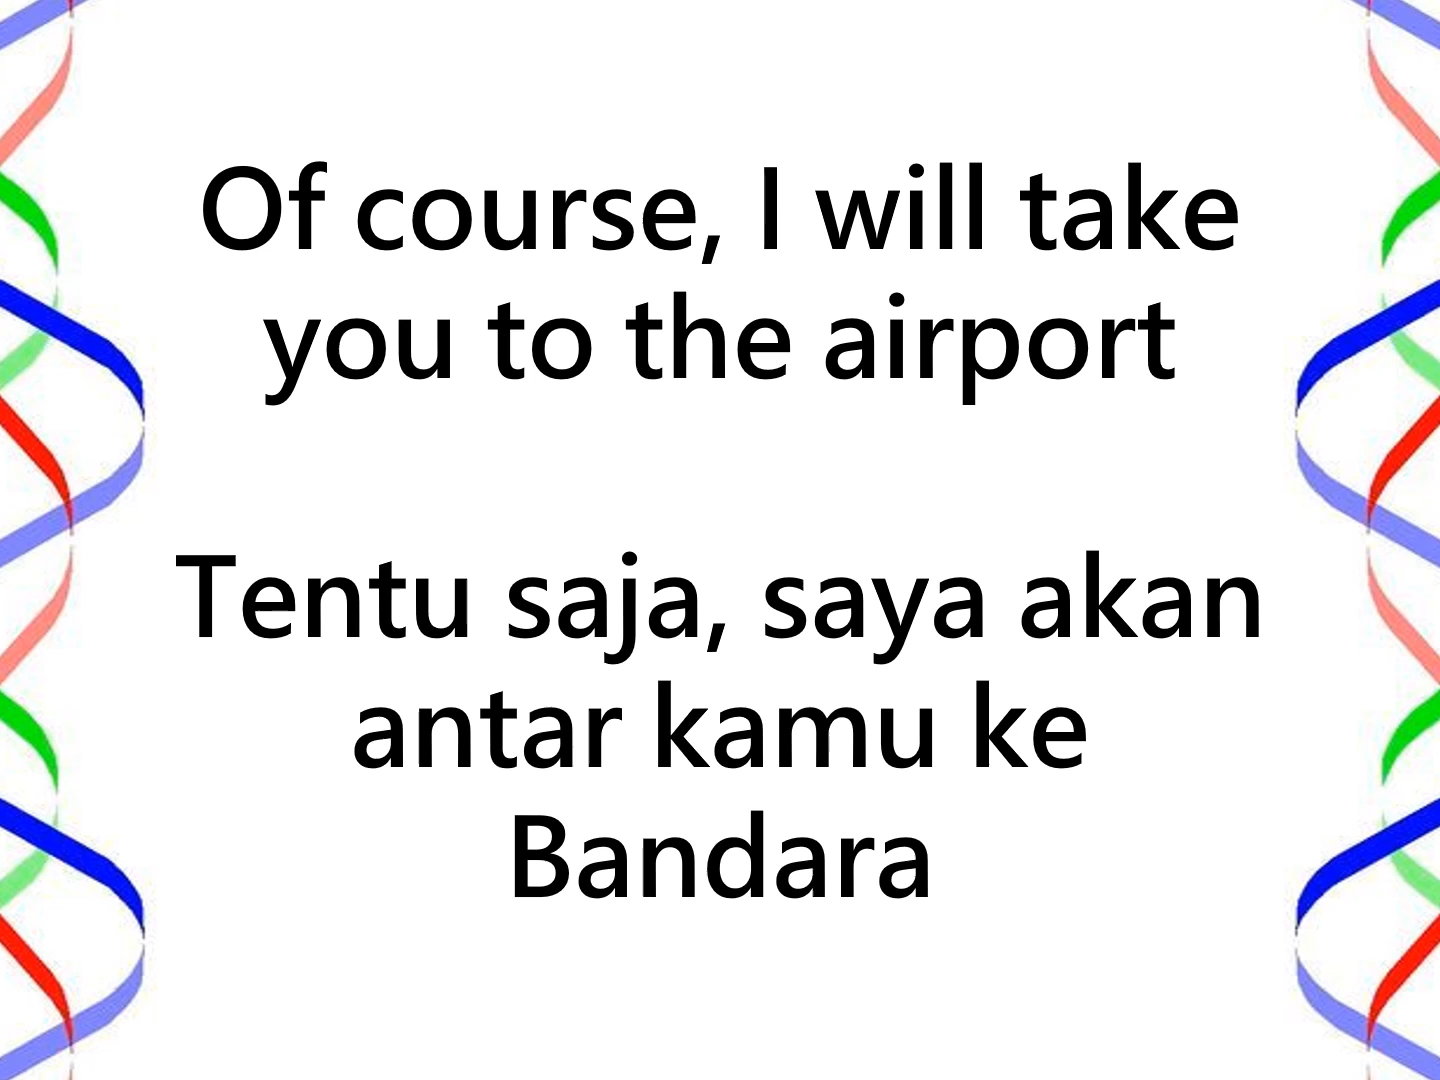 Of course, I will take
you to the airport
Tentu saja, saya akan
antar kamu ke
Bandara